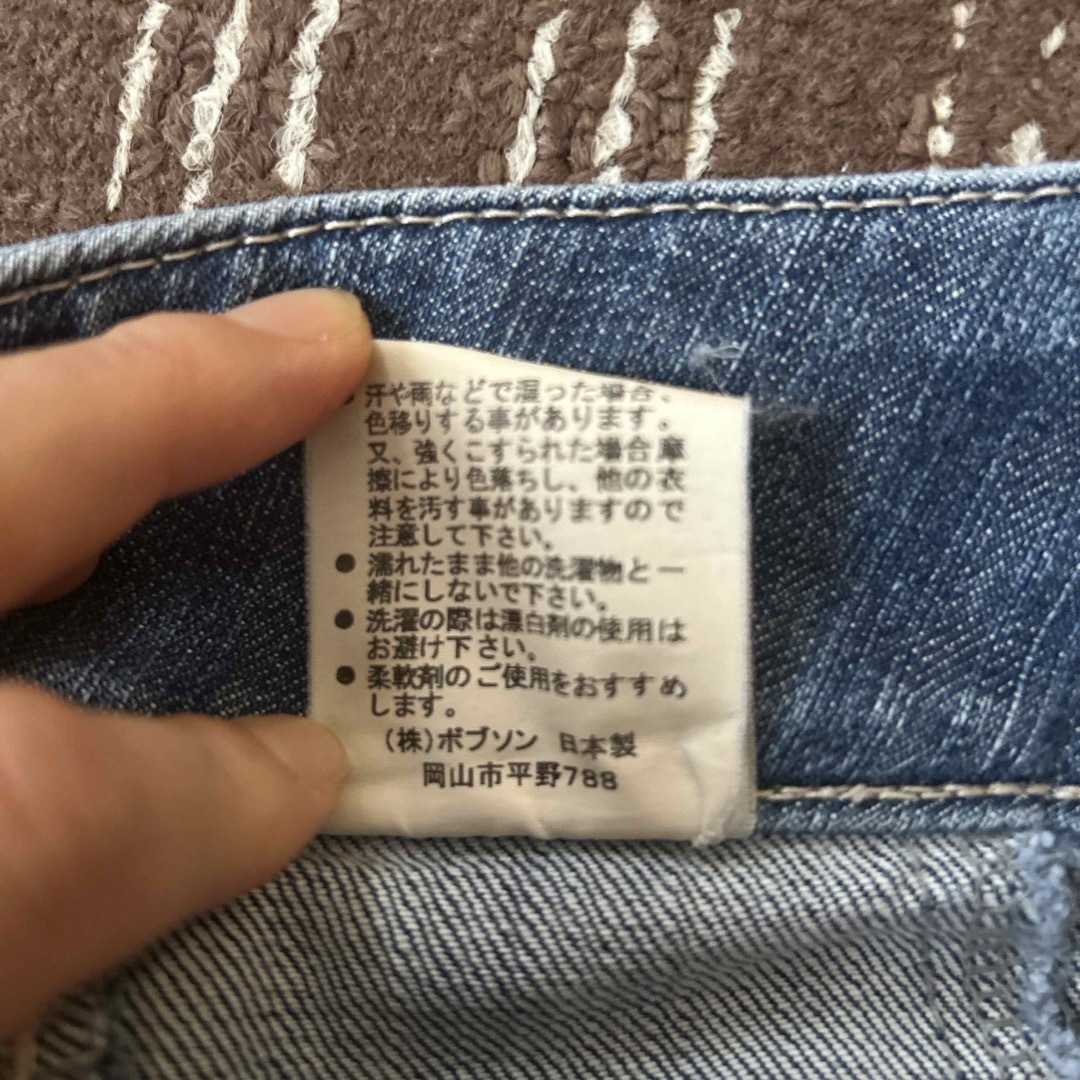 汗や雨などで湿った場合、
色移りする事があります。
又、強くこすられた場合摩
擦により色落ちし、他の衣
料を汚す事がありますので
注意して下さい。
● 濡れたまま他の洗濯物と一
緒にしないで下さい。
● 洗濯の際は漂白剤の使用は
お避け下さい。
● 柔軟剤のご使用をおすすめ
します。
(株)ボブソン 日本製
岡山市平野788